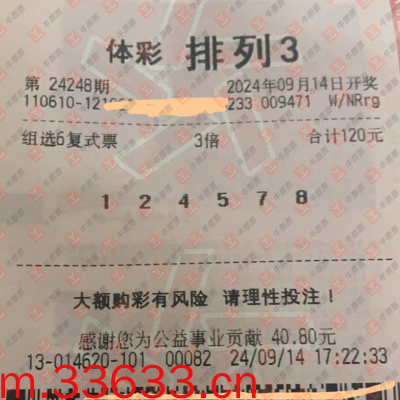 体彩 排列3
第 24248期 2024年09月14日开奖
110610-121 233 009471 W/NRrg
组选6复式票 3倍 合计120元
1 2 4 5 7 8
大额购彩有风险 请理性投注！
感谢您为公益事业贡献 40.80元
13-014620-101 00082 24/09/14 17:22:33
m.33633.cn